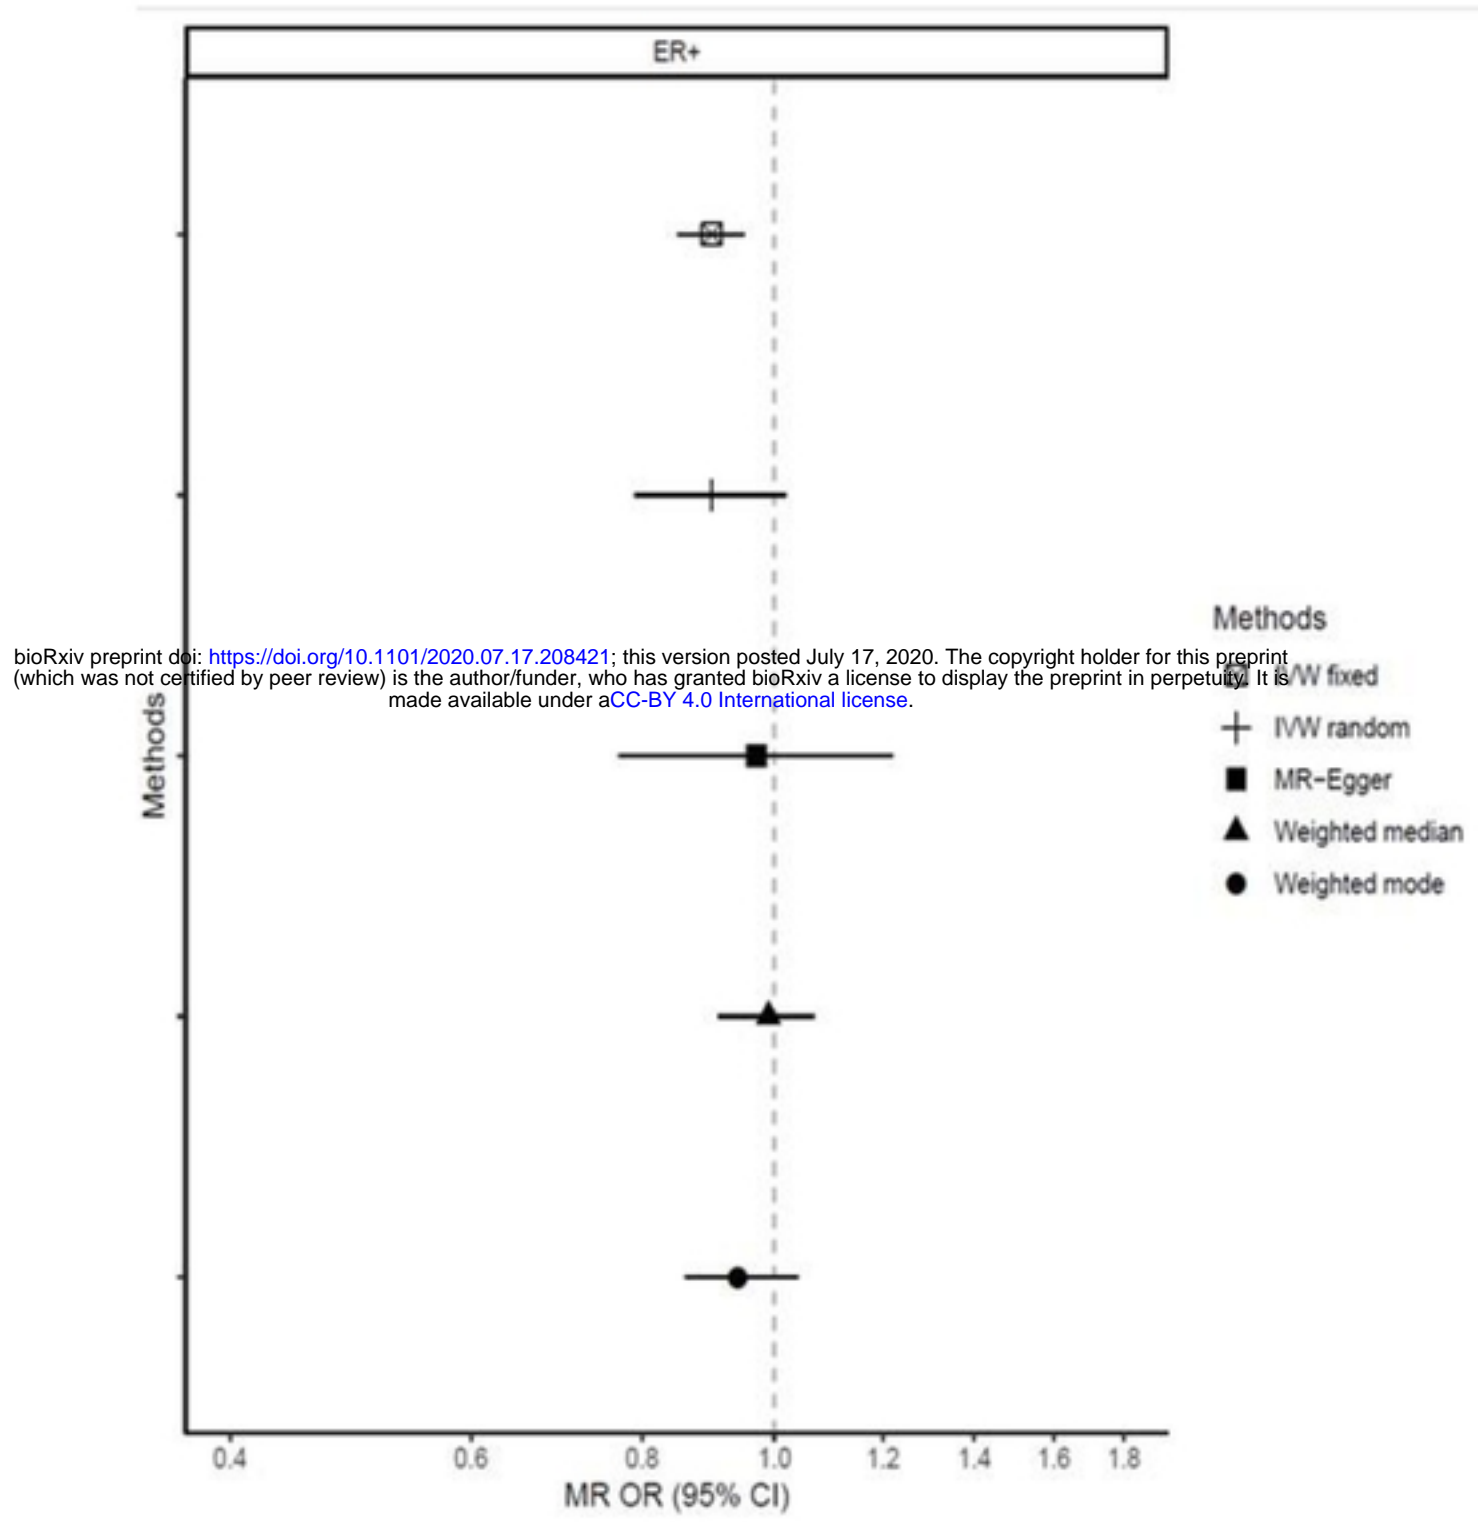 ER+
Methods
bioRxiv preprint doi: https://doi.org/10.1101/2020.07.17.208421; this version posted July 17, 2020. The copyright holder for this preprint
(which was not certified by peer review) is the author/funder, who has granted bioRxiv a license to display the preprint in perpetuity. It is
made available under aCC-BY 4.0 International license.
IVW fixed
IVW random
MR-Egger
Weighted median
Weighted mode
Methods
0.4 0.6 0.8 1.0 1.2 1.4 1.6 1.8
MR OR (95% CI)